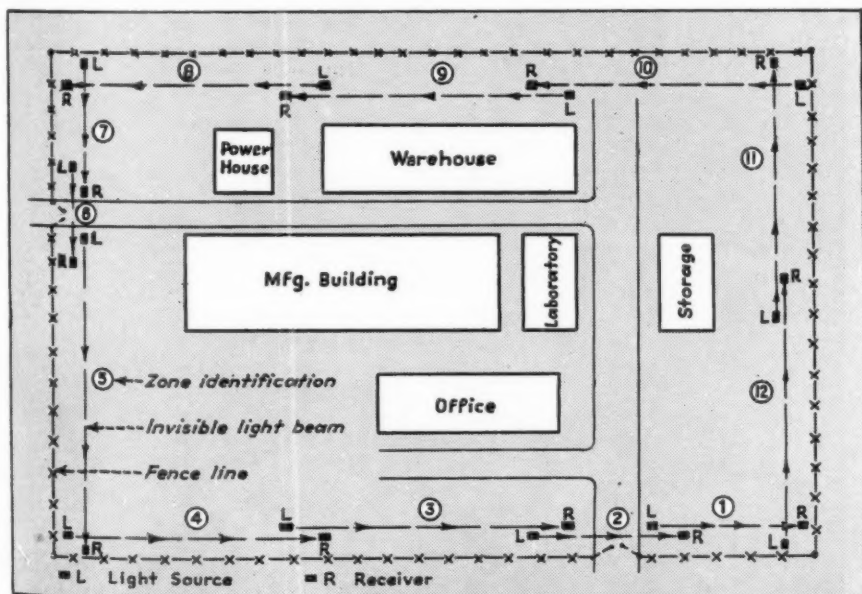 L
⑧
L
⑨
R
⑩
R
R
R
L
L
⑦
Power
House
Warehouse
⑪
L
R
⑥
L
R
Mfg. Building
Laboratory
Storage
R
L
⑤
Zone identification
Office
⑫
Invisible light beam
Fence line
L
④
L
③
R
L
②
L
①
R
R
R
R
L
L Light Source
R Receiver